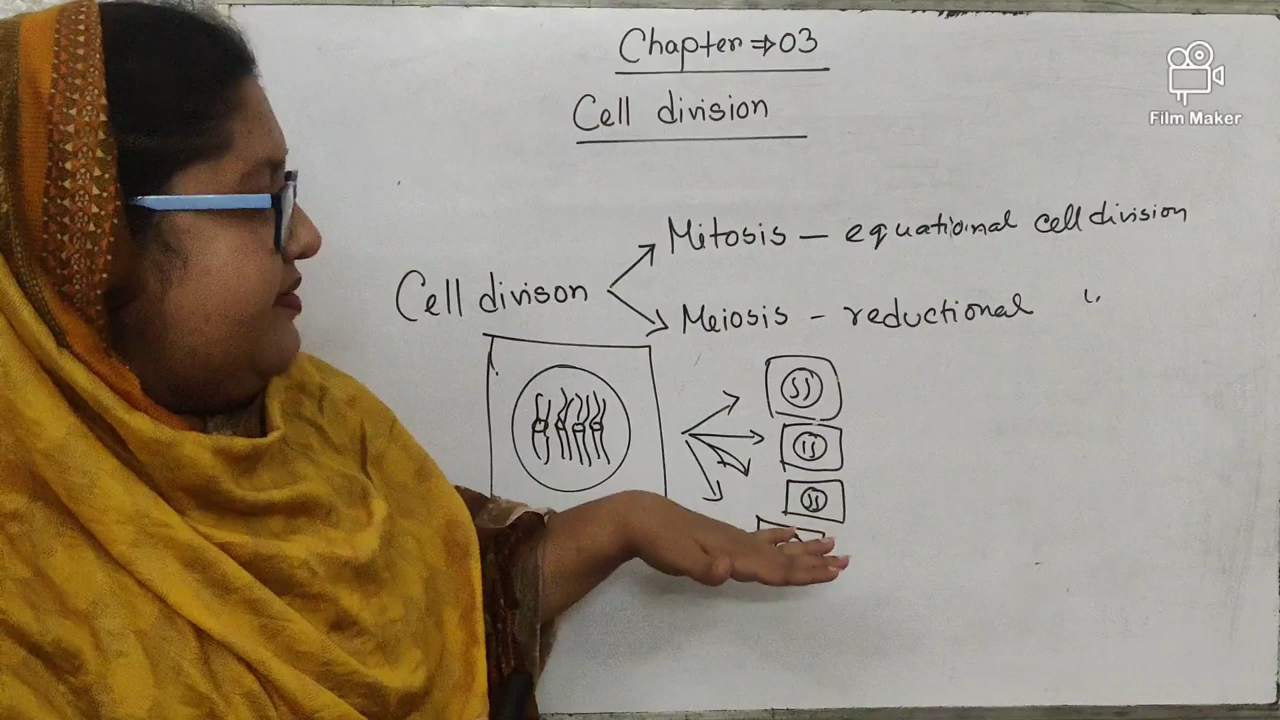 Chapter ⇒ 03
Cell division
Mitosis – equational cell division
Cell divison
Meiosis – reductional "
Film Maker